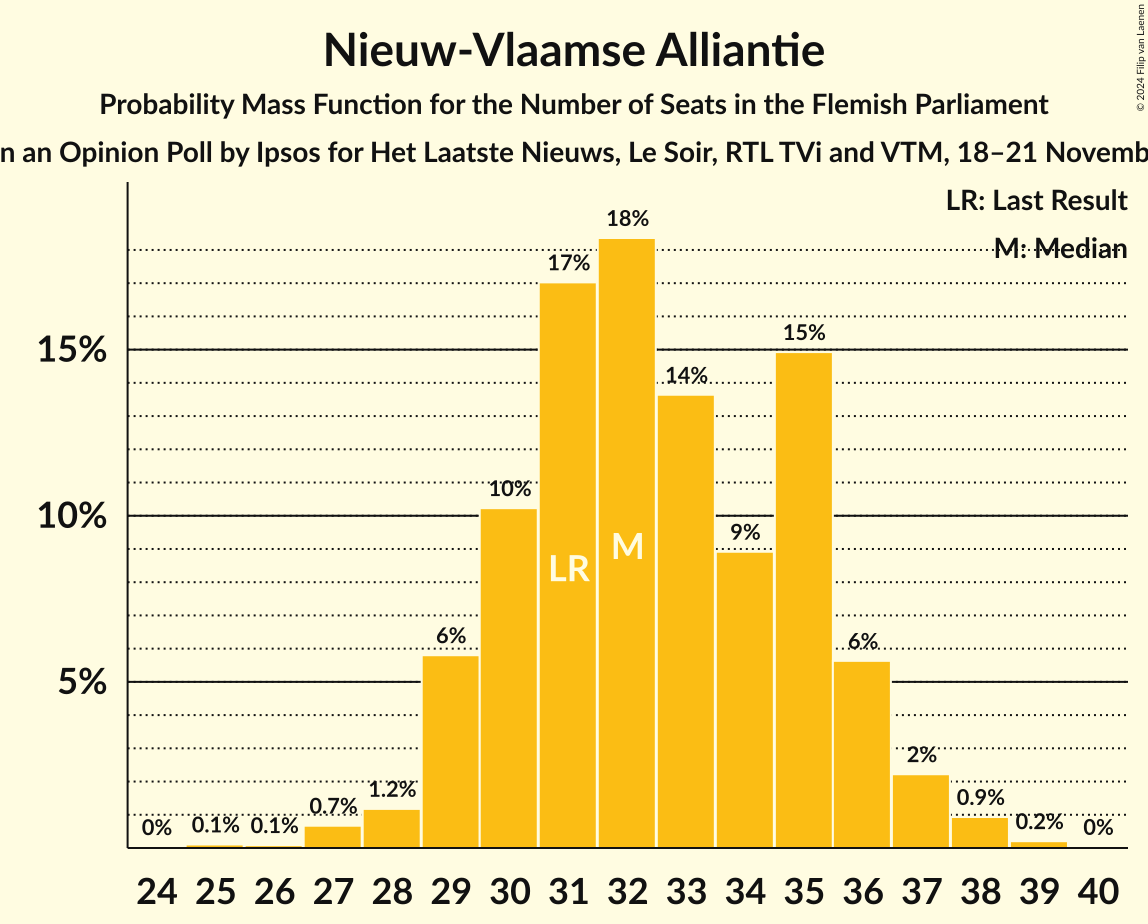 © 2024 Filip van Laenen
Nieuw-Vlaamse Alliantie
Probability Mass Function for the Number of Seats in the Flemish Parliament
an Opinion Poll by Ipsos for Het Laatste Nieuws, Le Soir, RTL TVi and VTM, 18–21
LR: Last Result
M: Median
18%
17%
15%
15%
14%
10%
10%
9%
LR
M
6%
6%
5%
2%
1.2%
0.7%
0.9%
0% 0.1% 0.1% 0.2% 0%
24 25 26 27 28 29 30 31 32 33 34 35 36 37 38 39 40